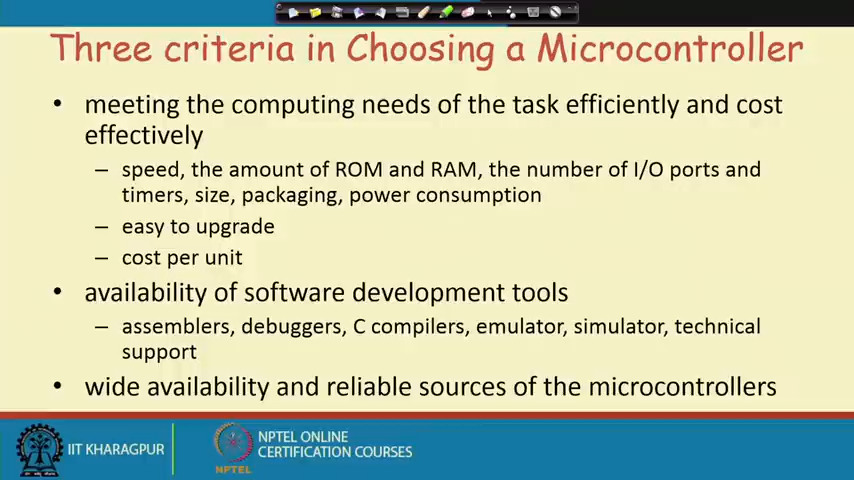 Three criteria in Choosing a Microcontroller
• meeting the computing needs of the task efficiently and cost
effectively
– speed, the amount of ROM and RAM, the number of I/O ports and
timers, size, packaging, power consumption
– easy to upgrade
– cost per unit
• availability of software development tools
– assemblers, debuggers, C compilers, emulator, simulator, technical
support
• wide availability and reliable sources of the microcontrollers
IIT KHARAGPUR
NPTEL
NPTEL ONLINE
CERTIFICATION COURSES